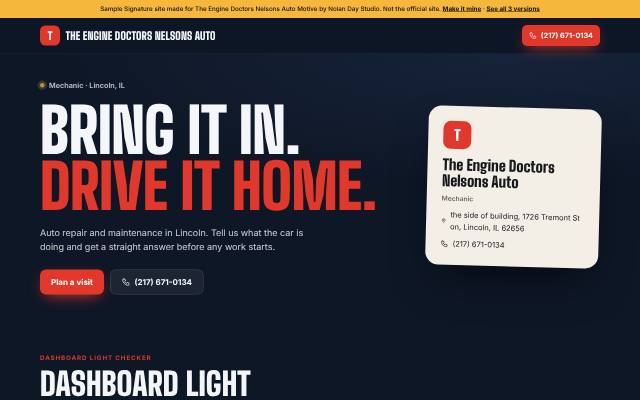 Sample Signature site made for The Engine Doctors Nelsons Auto Motive by Nolan Day Studio. Not the official site. Make it mine · See all 3 versions
T THE ENGINE DOCTORS NELSONS AUTO
(217) 671-0134
Mechanic · Lincoln, IL
BRING IT IN.
DRIVE IT HOME.
Auto repair and maintenance in Lincoln. Tell us what the car is
doing and get a straight answer before any work starts.
Plan a visit
(217) 671-0134
T
The Engine Doctors
Nelsons Auto
Mechanic
the side of building, 1726 Tremont St
on, Lincoln, IL 62656
(217) 671-0134
DASHBOARD LIGHT CHECKER
DASHBOARD LIGHT